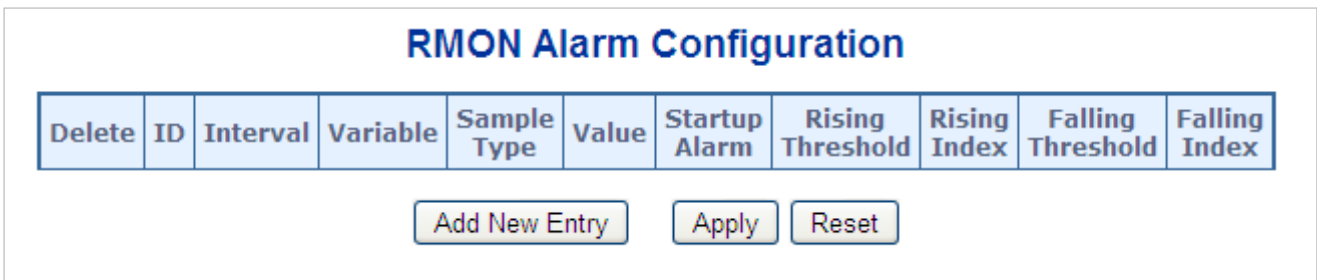 RMON Alarm Configuration
Delete ID Interval Variable Sample Type Value Startup Alarm Rising Threshold Rising Index Falling Threshold Falling Index
Add New Entry Apply Reset